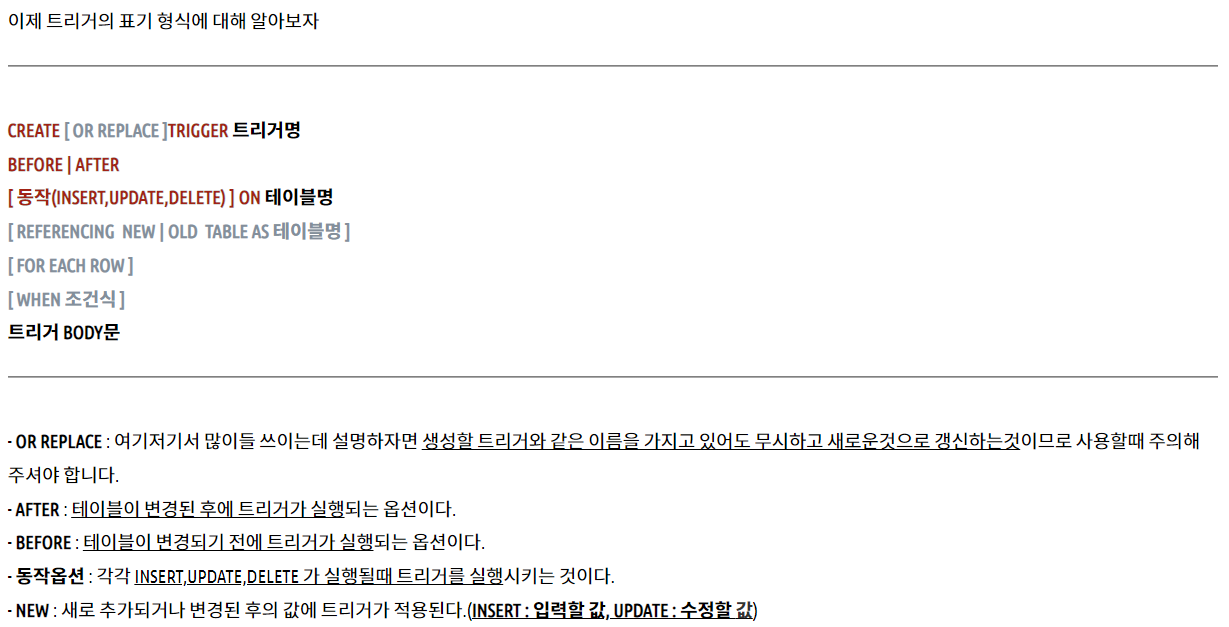 이제 트리거의 표기 형식에 대해 알아보자
CREATE [ OR REPLACE ]TRIGGER 트리거명
BEFORE | AFTER
[ 동작(INSERT,UPDATE,DELETE) ] ON 테이블명
[ REFERENCING  NEW | OLD  TABLE AS 테이블명 ]
[ FOR EACH ROW ]
[ WHEN 조건식 ]
트리거 BODY문
- OR REPLACE : 여기저기서 많이들 쓰이는데 설명하자면 생성할 트리거와 같은 이름을 가지고 있어도 무시하고 새로운것으로 갱신하는것이므로 사용할때 주의해
주셔야 합니다.
- AFTER : 테이블이 변경된 후에 트리거가 실행되는 옵션이다.
- BEFORE : 테이블이 변경되기 전에 트리거가 실행되는 옵션이다.
- 동작옵션 : 각각 INSERT,UPDATE,DELETE 가 실행될때 트리거를 실행시키는 것이다.
- NEW : 새로 추가되거나 변경된 후의 값에 트리거가 적용된다.(INSERT : 입력할 값, UPDATE : 수정할 값)